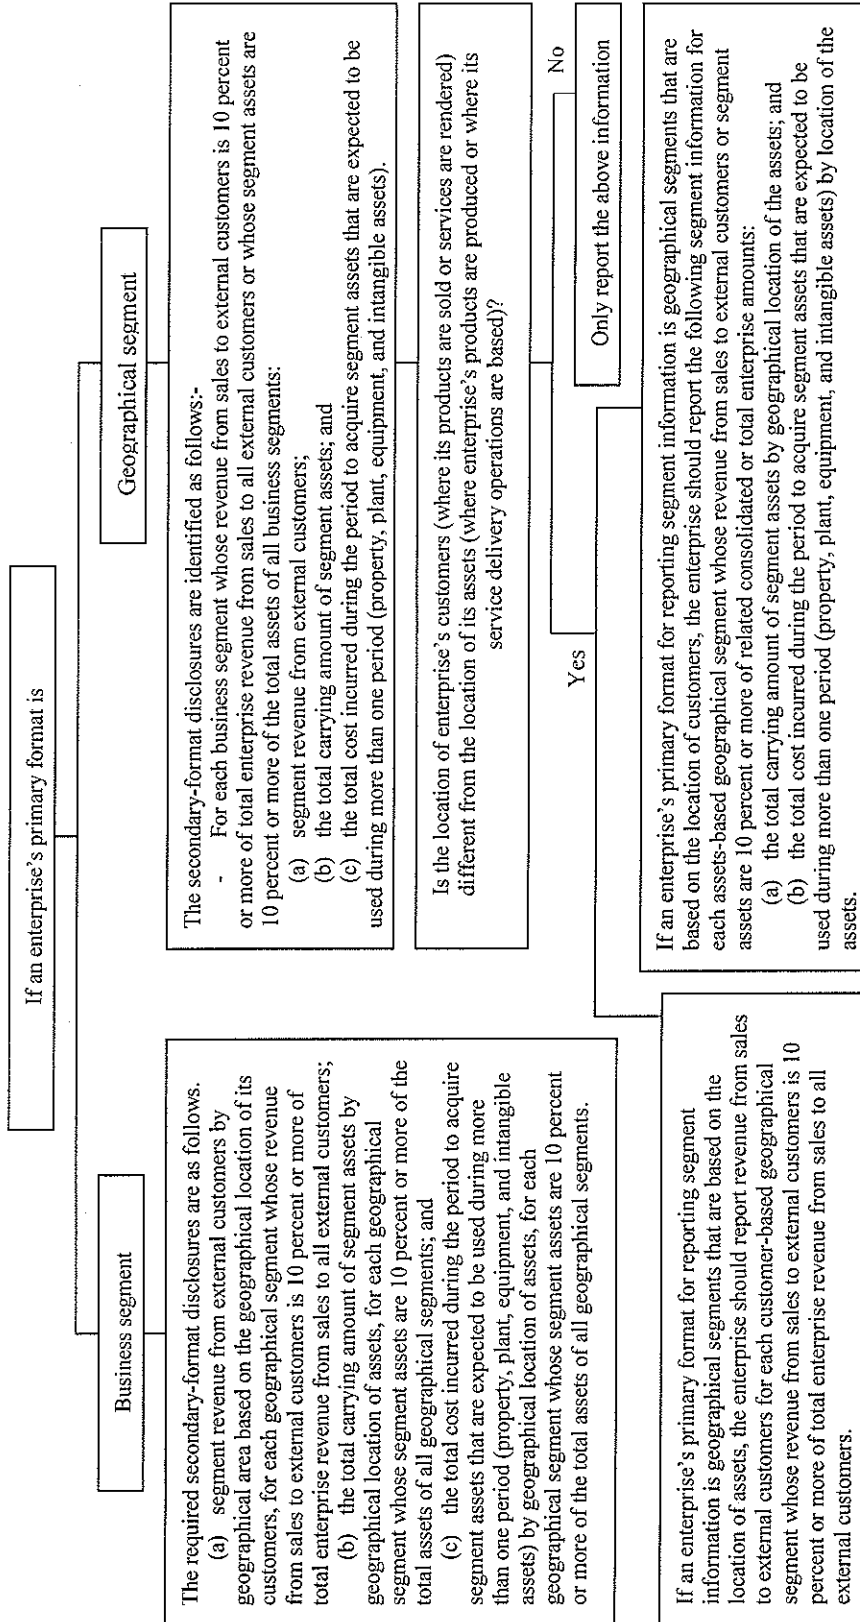 If an enterprise's primary format is
Business segment
The required secondary-format disclosures are as follows.
(a) segment revenue from external customers by
geographical area based on the geographical location of its
customers, for each geographical segment whose revenue
from sales to external customers is 10 percent or more of
total enterprise revenue from sales to all external customers;
(b) the total carrying amount of segment assets by
geographical location of assets, for each geographical
segment whose segment assets are 10 percent or more of the
total assets of all geographical segments; and
(c) the total cost incurred during the period to acquire
segment assets that are expected to be used during more
than one period (property, plant, equipment, and intangible
assets) by geographical location of assets, for each
geographical segment whose segment assets are 10 percent
or more of the total assets of all geographical segments.
Geographical segment
The secondary-format disclosures are identified as follows:-
- For each business segment whose revenue from sales to external customers is 10 percent
or more of total enterprise revenue from sales to all external customers or whose segment assets are
10 percent or more of the total assets of all business segments:
(a) segment revenue from external customers;
(b) the total carrying amount of segment assets; and
(c) the total cost incurred during the period to acquire segment assets that are expected to be
used during more than one period (property, plant, equipment, and intangible assets).
Is the location of enterprise's customers (where its products are sold or services are rendered)
different from the location of its assets (where enterprise's products are produced or where its
service delivery operations are based)?
Yes
No
Only report the above information
If an enterprise's primary format for reporting segment
information is geographical segments that are based on the
location of assets, the enterprise should report revenue from sales
to external customers for each customer-based geographical
segment whose revenue from sales to external customers is 10
percent or more of total enterprise revenue from sales to all
external customers.
If an enterprise's primary format for reporting segment information is geographical segments that are
based on the location of customers, the enterprise should report the following segment information for
each assets-based geographical segment whose revenue from sales to external customers or segment
assets are 10 percent or more of related consolidated or total enterprise amounts:
(a) the total carrying amount of segment assets by geographical location of the assets; and
(b) the total cost incurred during the period to acquire segment assets that are expected to be
used during more than one period (property, plant, equipment, and intangible assets) by location of the
assets.